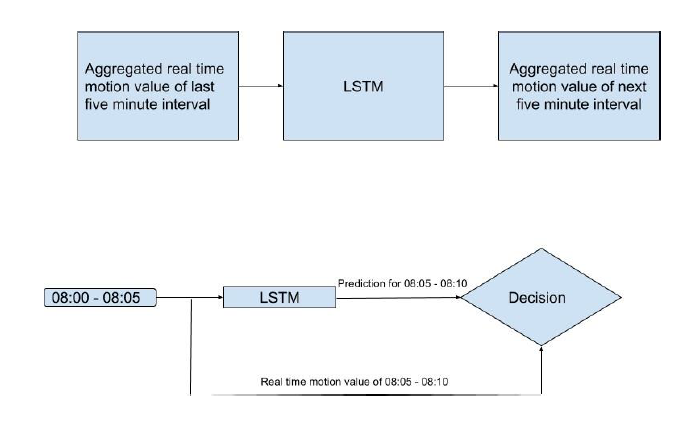 Aggregated real time
motion value of last
five minute interval
LSTM
Aggregated real time
motion value of next
five minute interval
08:00 - 08:05
LSTM
Prediction for 08:05 - 08:10
Decision
Real time motion value of 08:05 - 08:10